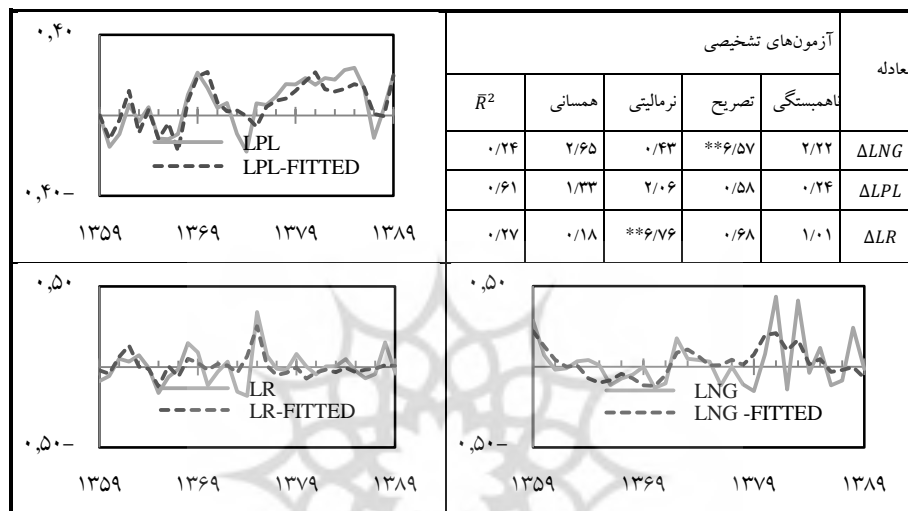 ۰٫۴۰
LPL
LPL-FITTED
۰٫۴۰–
۱۳۵۹ ۱۳۶۹ ۱۳۷۹ ۱۳۸۹
آزمون‌های تشخیصی
عادله
ناهمبستگی تصریح نرمالیتی همسانی R̄²
ΔLNG ۲/۲۲ **۶/۵۷ ۰/۴۳ ۲/۶۵ ۰/۲۴
ΔLPL ۰/۲۴ ۰/۵۸ ۲/۰۶ ۱/۳۳ ۰/۶۱
ΔLR ۱/۰۱ ۰/۶۸ **۶/۷۶ ۰/۱۸ ۰/۲۷
۰٫۵۰
LR
LR-FITTED
۰٫۵۰–
۱۳۵۹ ۱۳۶۹ ۱۳۷۹ ۱۳۸۹
۰٫۵۰
LNG
LNG -FITTED
۰٫۵۰–
۱۳۵۹ ۱۳۶۹ ۱۳۷۹ ۱۳۸۹